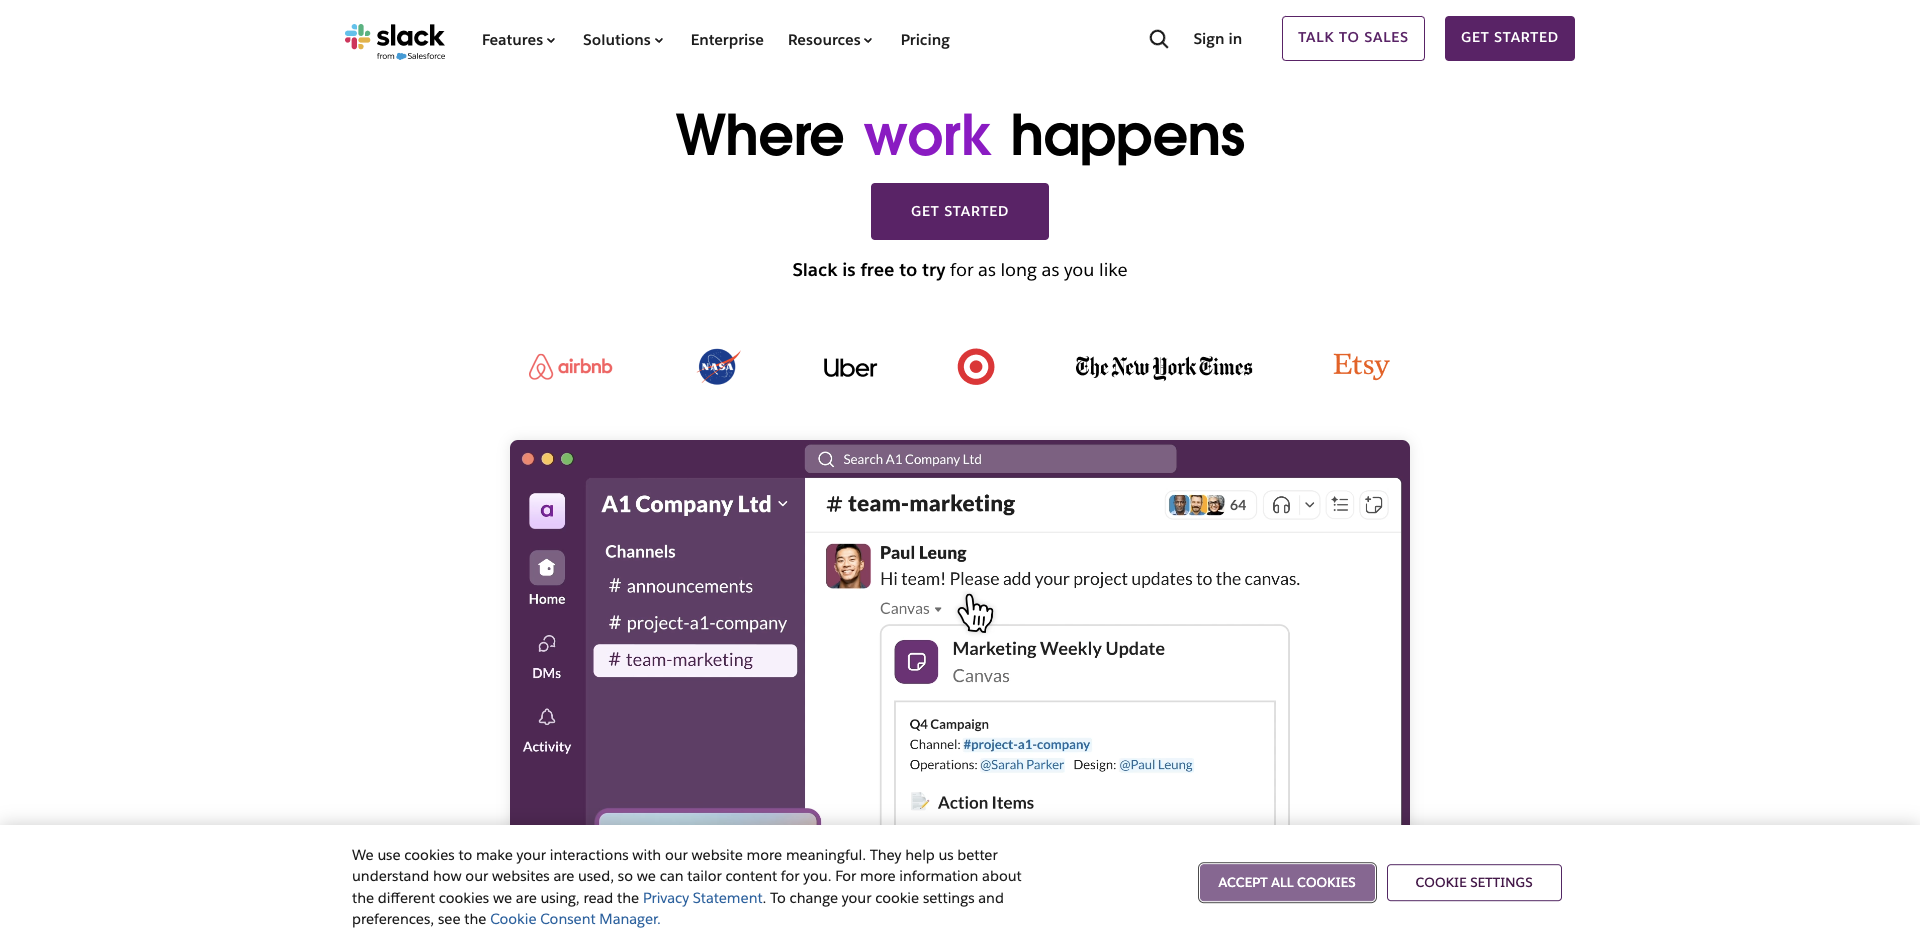 slack
from Salesforce
Features
Solutions
Enterprise
Resources
Pricing
Sign in
TALK TO SALES
GET STARTED
Where work happens
GET STARTED
Slack is free to try for as long as you like
airbnb
NASA
Uber
The New York Times
Etsy
Search A1 Company Ltd
a
Home
DMs
Activity
A1 Company Ltd
Channels
# announcements
# project-a1-company
# team-marketing
# team-marketing
64
Paul Leung
Hi team! Please add your project updates to the canvas.
Canvas
Marketing Weekly Update
Canvas
Q4 Campaign
Channel: #project-a1-company
Operations: @Sarah Parker Design: @Paul Leung
Action Items
We use cookies to make your interactions with our website more meaningful. They help us better
understand how our websites are used, so we can tailor content for you. For more information about
the different cookies we are using, read the Privacy Statement. To change your cookie settings and
preferences, see the Cookie Consent Manager.
ACCEPT ALL COOKIES
COOKIE SETTINGS